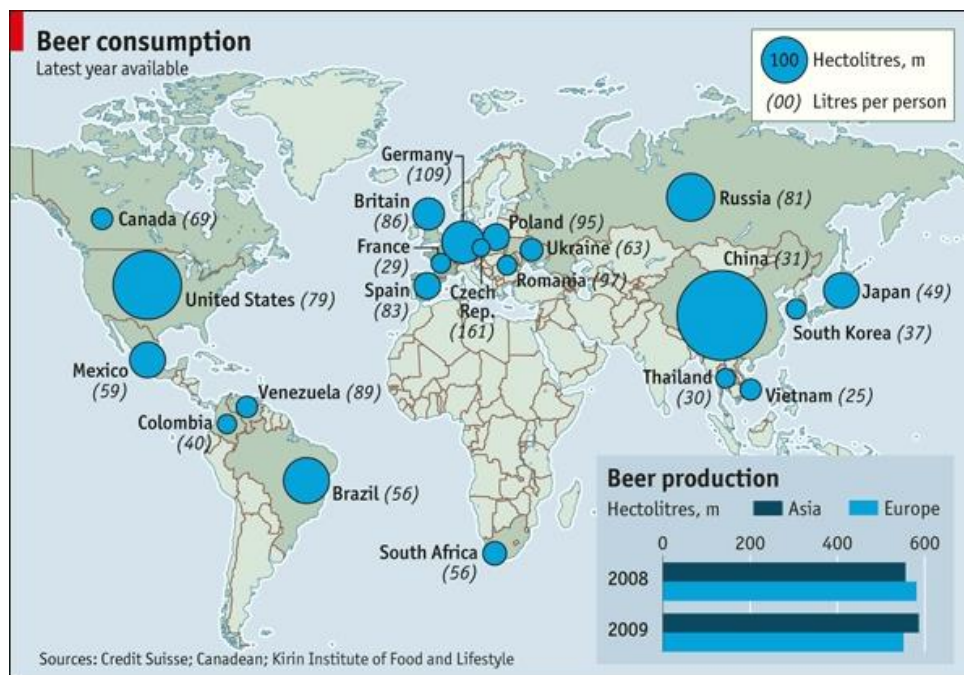 Beer consumption
Latest year available
100 Hectolitres, m
(00) Litres per person
Germany
(109)
Britain
(86)
Poland (95)
Russia (81)
Canada (69)
France
(29)
Ukraine (63)
China (31)
Spain
(83)
Czech
Rep.
(161)
Romania (97)
United States (79)
Japan (49)
South Korea (37)
Mexico
(59)
Venezuela (89)
Thailand
(30)
Vietnam (25)
Colombia
(40)
Brazil (56)
South Africa
(56)
Beer production
Hectolitres, m
Asia
Europe
0 200 400 600
2008
2009
Sources: Credit Suisse; Canadean; Kirin Institute of Food and Lifestyle